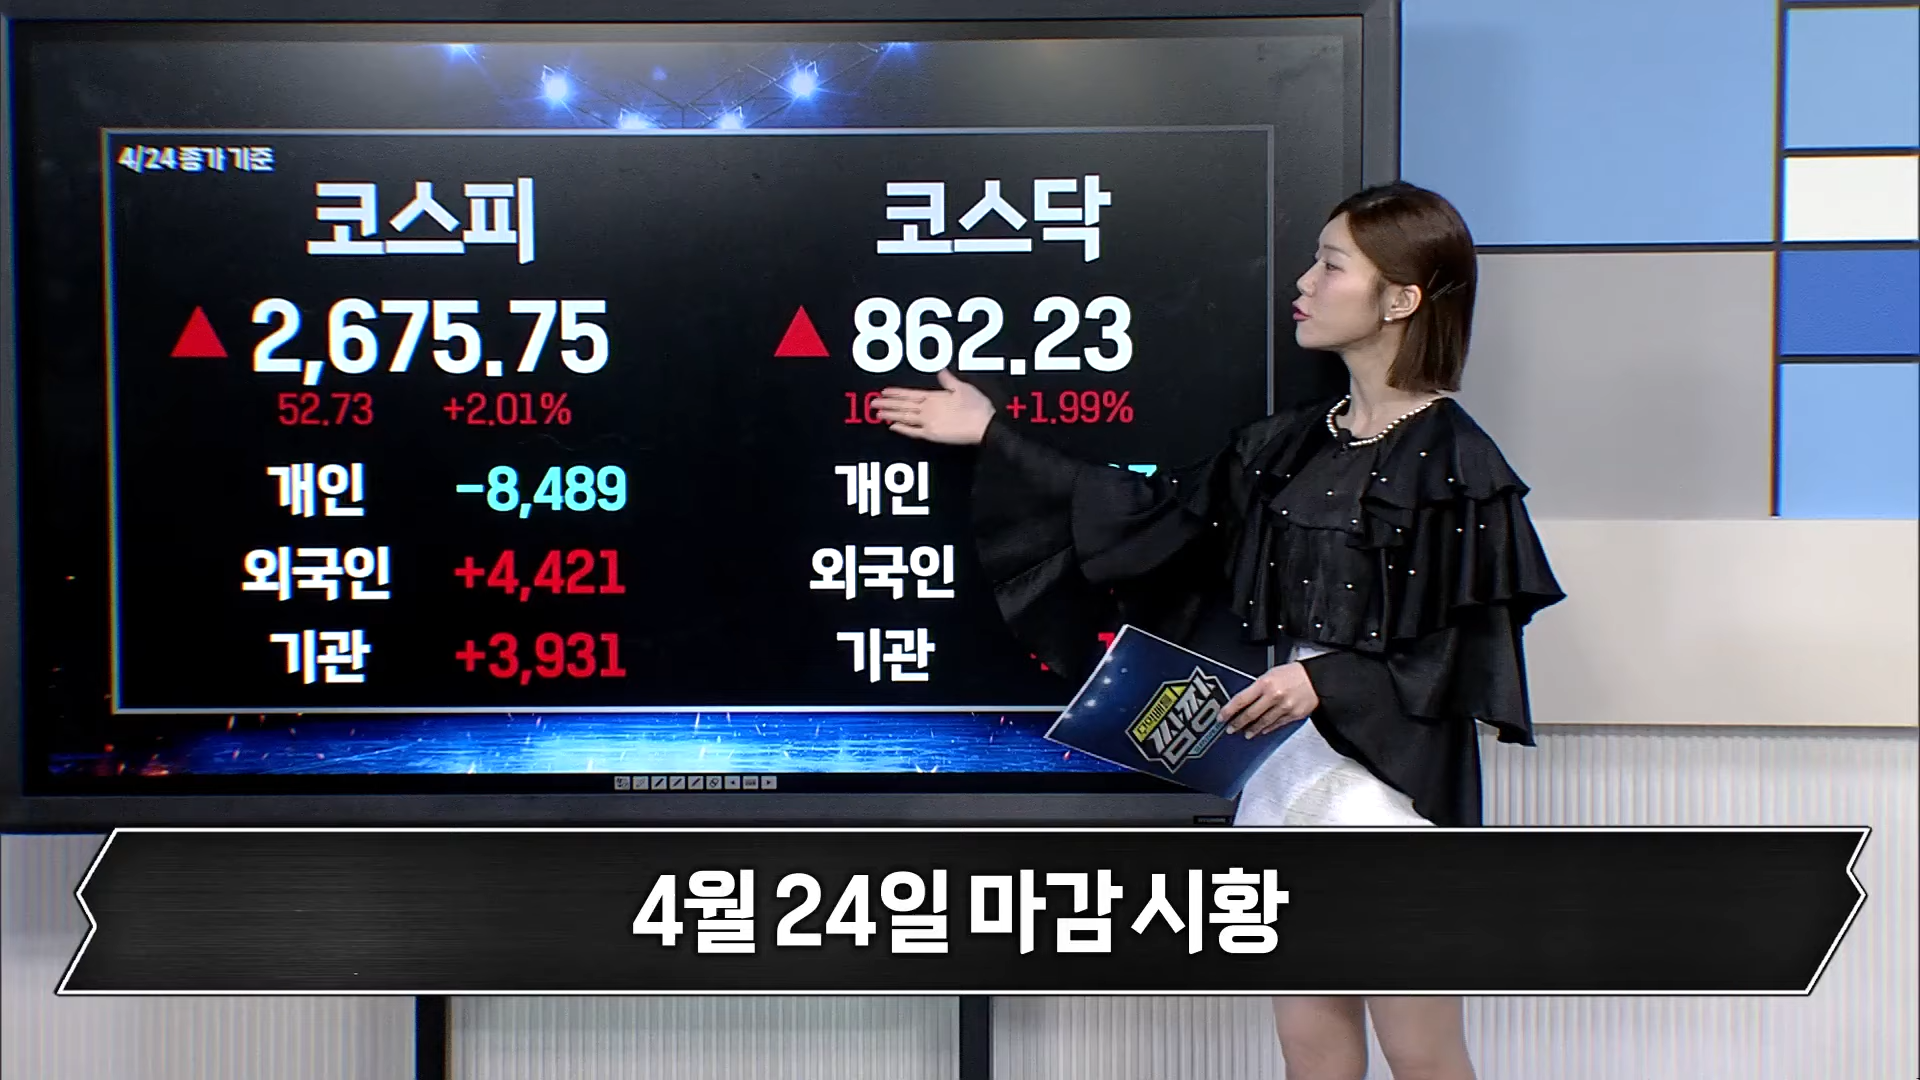 4/24 종가 기준
코스피
▲ 2,675.75
52.73 +2.01%
개인 -8,489
외국인 +4,421
기관 +3,931
코스닥
▲ 862.23
+1.99%
개인
외국인
기관
4월 24일 마감 시황